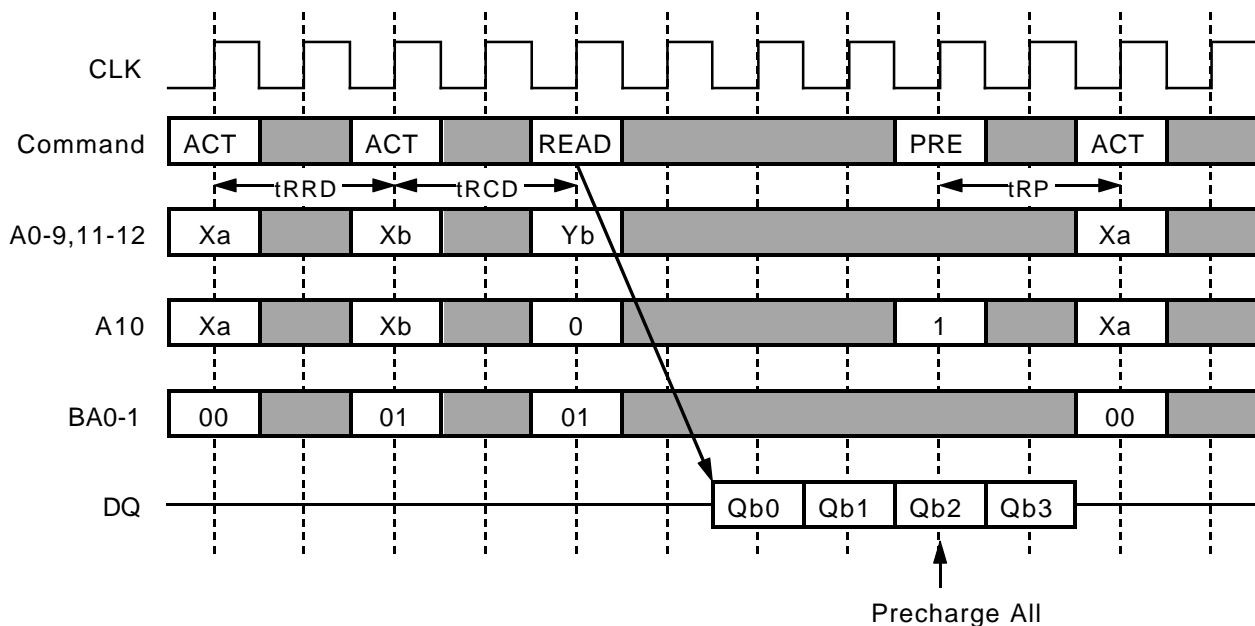 CLK
Command ACT ACT READ PRE ACT
tRRD tRCD tRP
A0-9,11-12 Xa Xb Yb Xa
A10 Xa Xb 0 1 Xa
BA0-1 00 01 01 00
DQ Qb0 Qb1 Qb2 Qb3
Precharge All